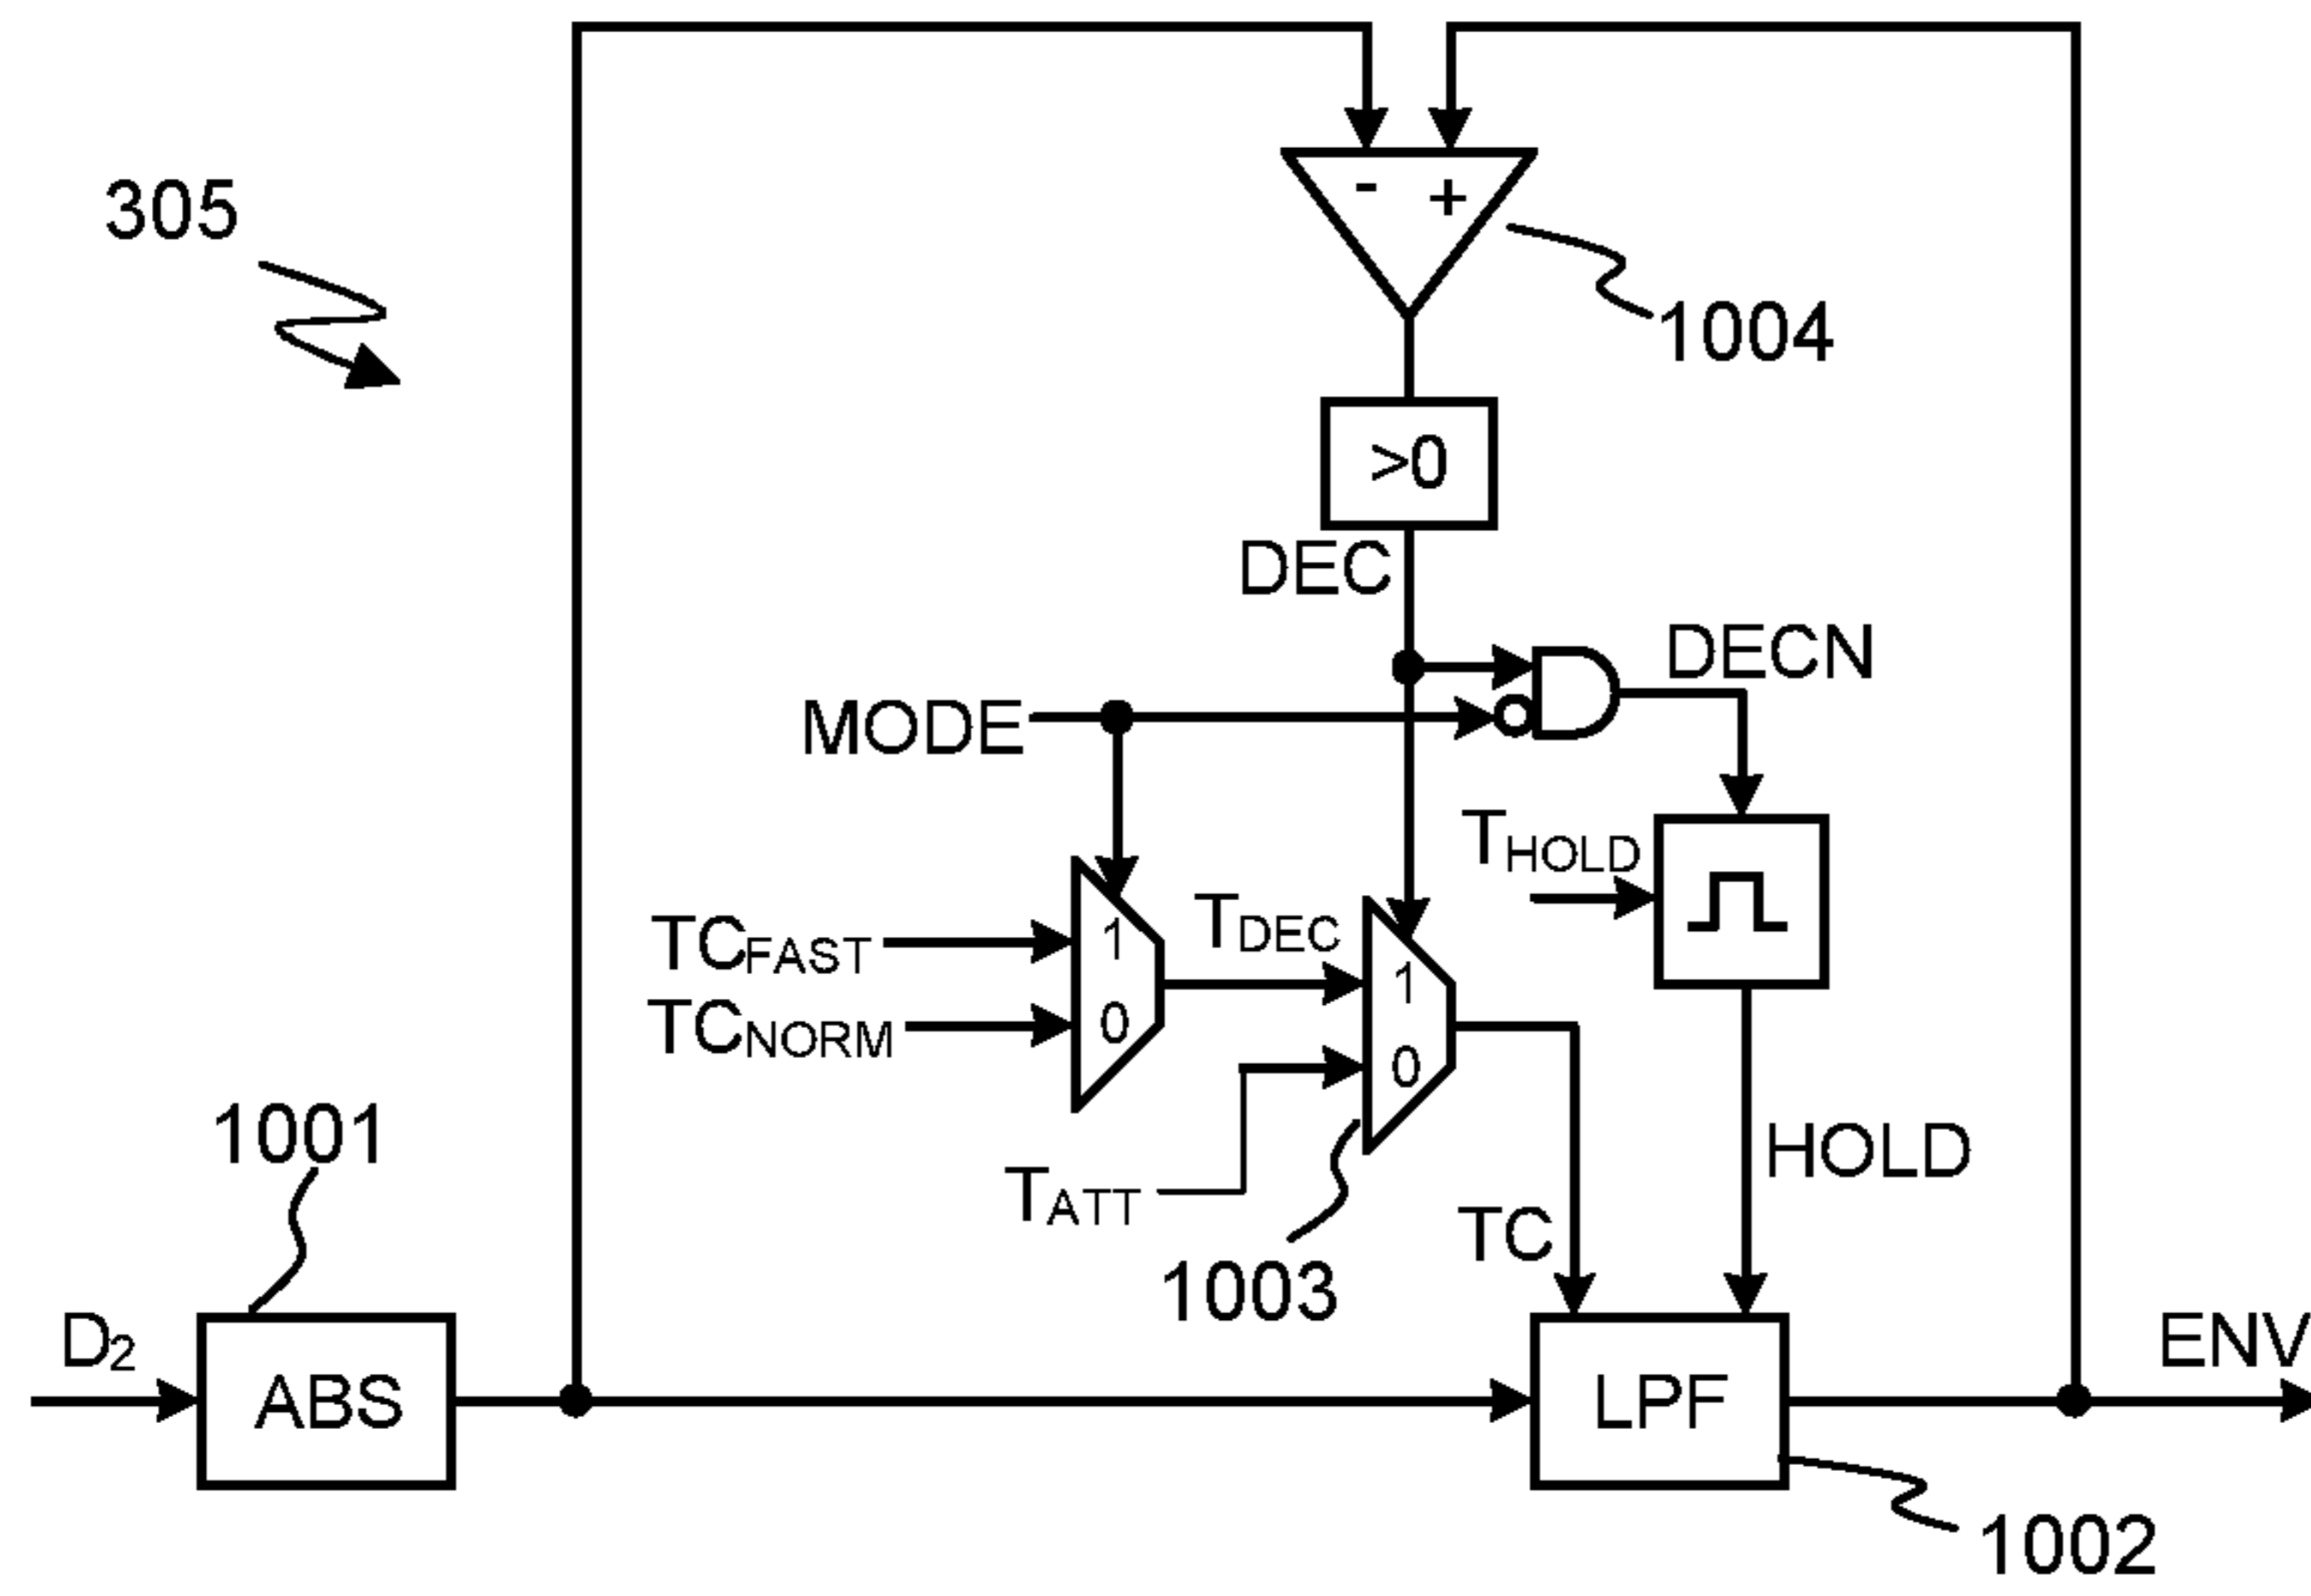 305
- +
1004
>0
DEC
DECN
MODE
THOLD
TCFAST
1
TDEC
1
TCNORM
0
0
TATT
1001
1003
TC
HOLD
D2
ABS
LPF
ENV
1002